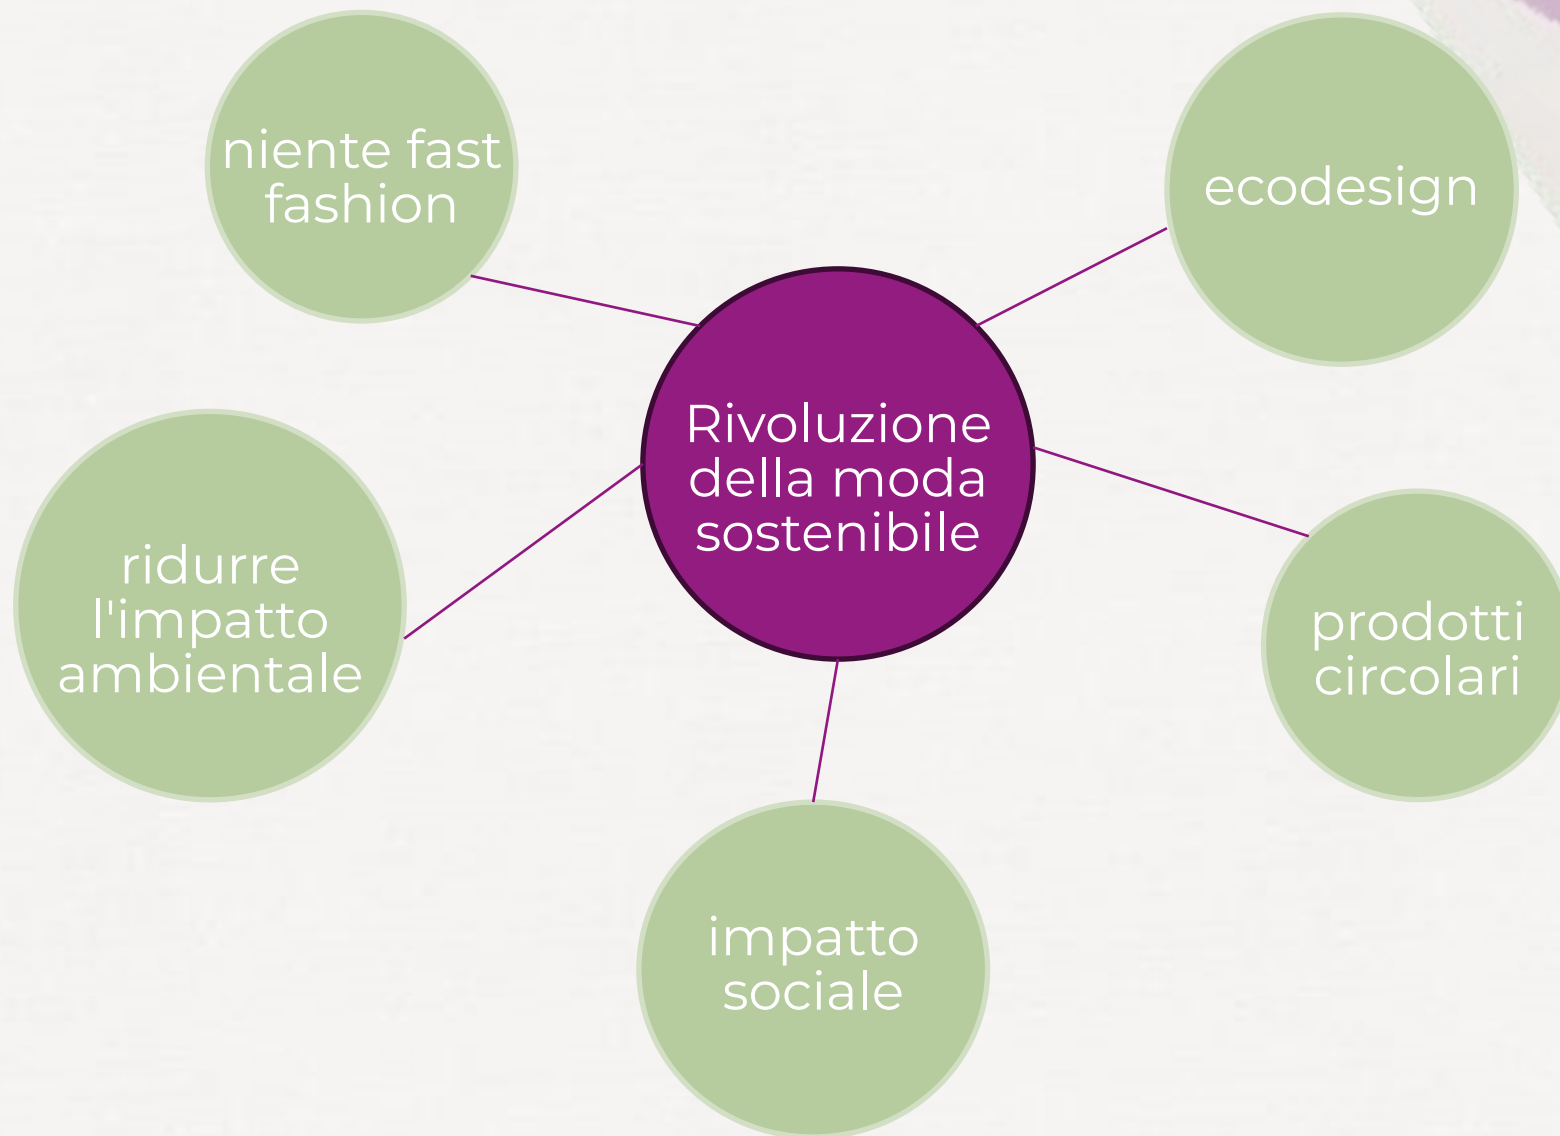 niente fast
fashion
ecodesign
Rivoluzione
della moda
sostenibile
ridurre
l'impatto
ambientale
prodotti
circolari
impatto
sociale